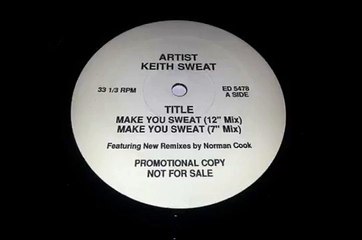 ARTIST
KEITH SWEAT
33 1/3 RPM
ED 5478
A SIDE
TITLE
MAKE YOU SWEAT (12" Mix)
MAKE YOU SWEAT (7" Mix)
Featuring New Remixes by Norman Cook
PROMOTIONAL COPY
NOT FOR SALE